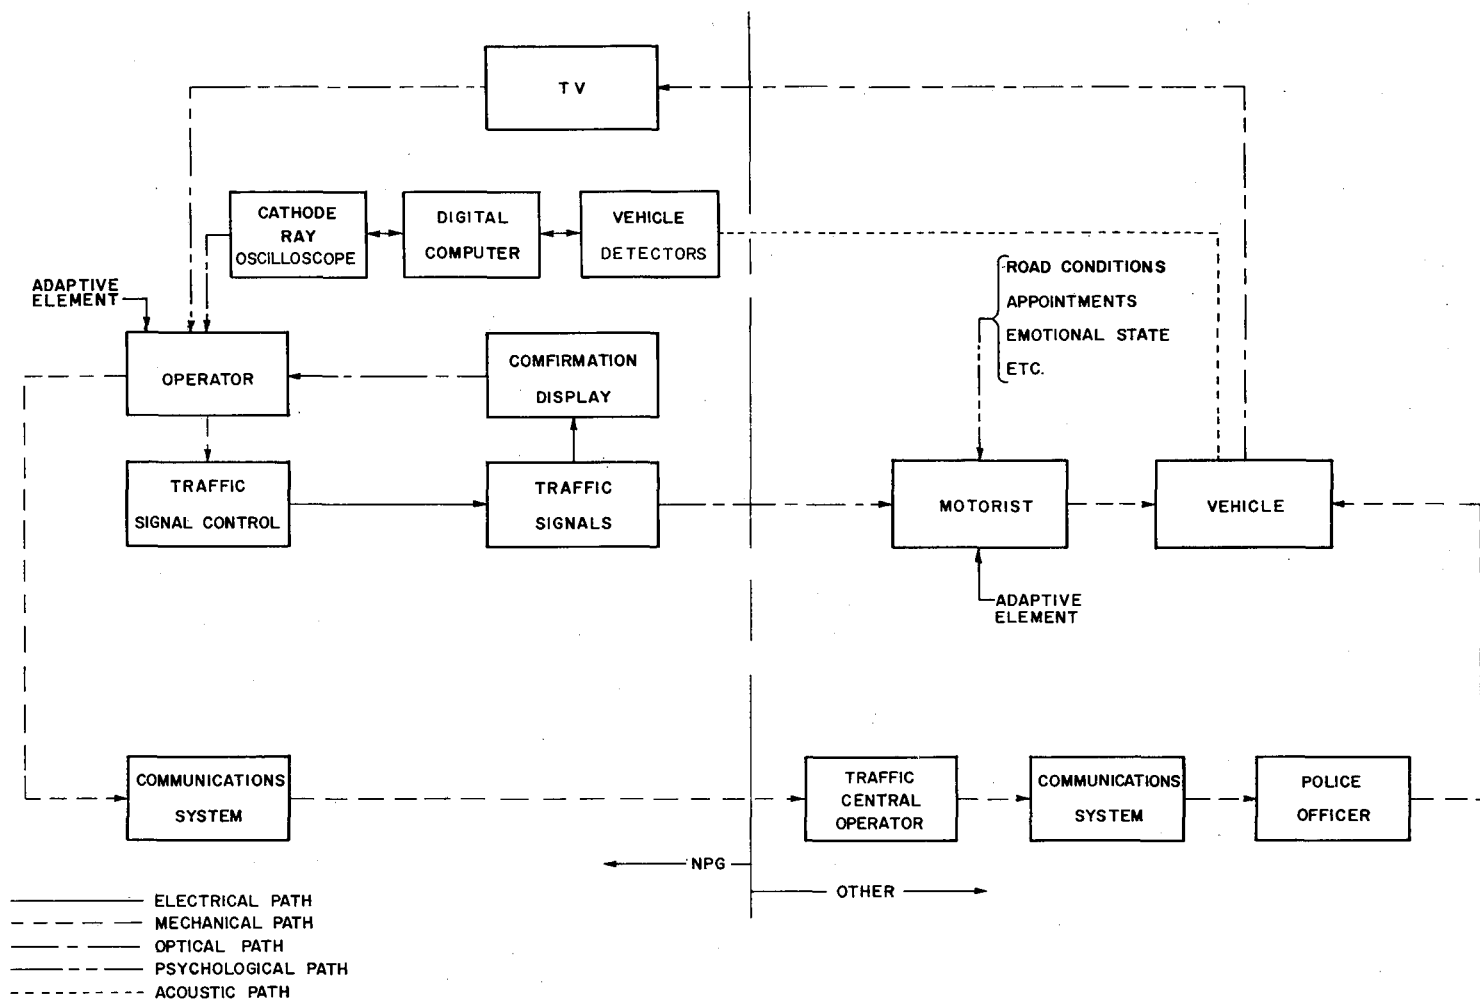 TV
CATHODE
RAY
OSCILLOSCOPE
DIGITAL
COMPUTER
VEHICLE
DETECTORS
ADAPTIVE
ELEMENT
ROAD CONDITIONS
APPOINTMENTS
EMOTIONAL STATE
ETC.
OPERATOR
COMFIRMATION
DISPLAY
TRAFFIC
SIGNAL CONTROL
TRAFFIC
SIGNALS
MOTORIST
VEHICLE
ADAPTIVE
ELEMENT
COMMUNICATIONS
SYSTEM
TRAFFIC
CENTRAL
OPERATOR
COMMUNICATIONS
SYSTEM
POLICE
OFFICER
NPG
OTHER
ELECTRICAL PATH
MECHANICAL PATH
OPTICAL PATH
PSYCHOLOGICAL PATH
ACOUSTIC PATH